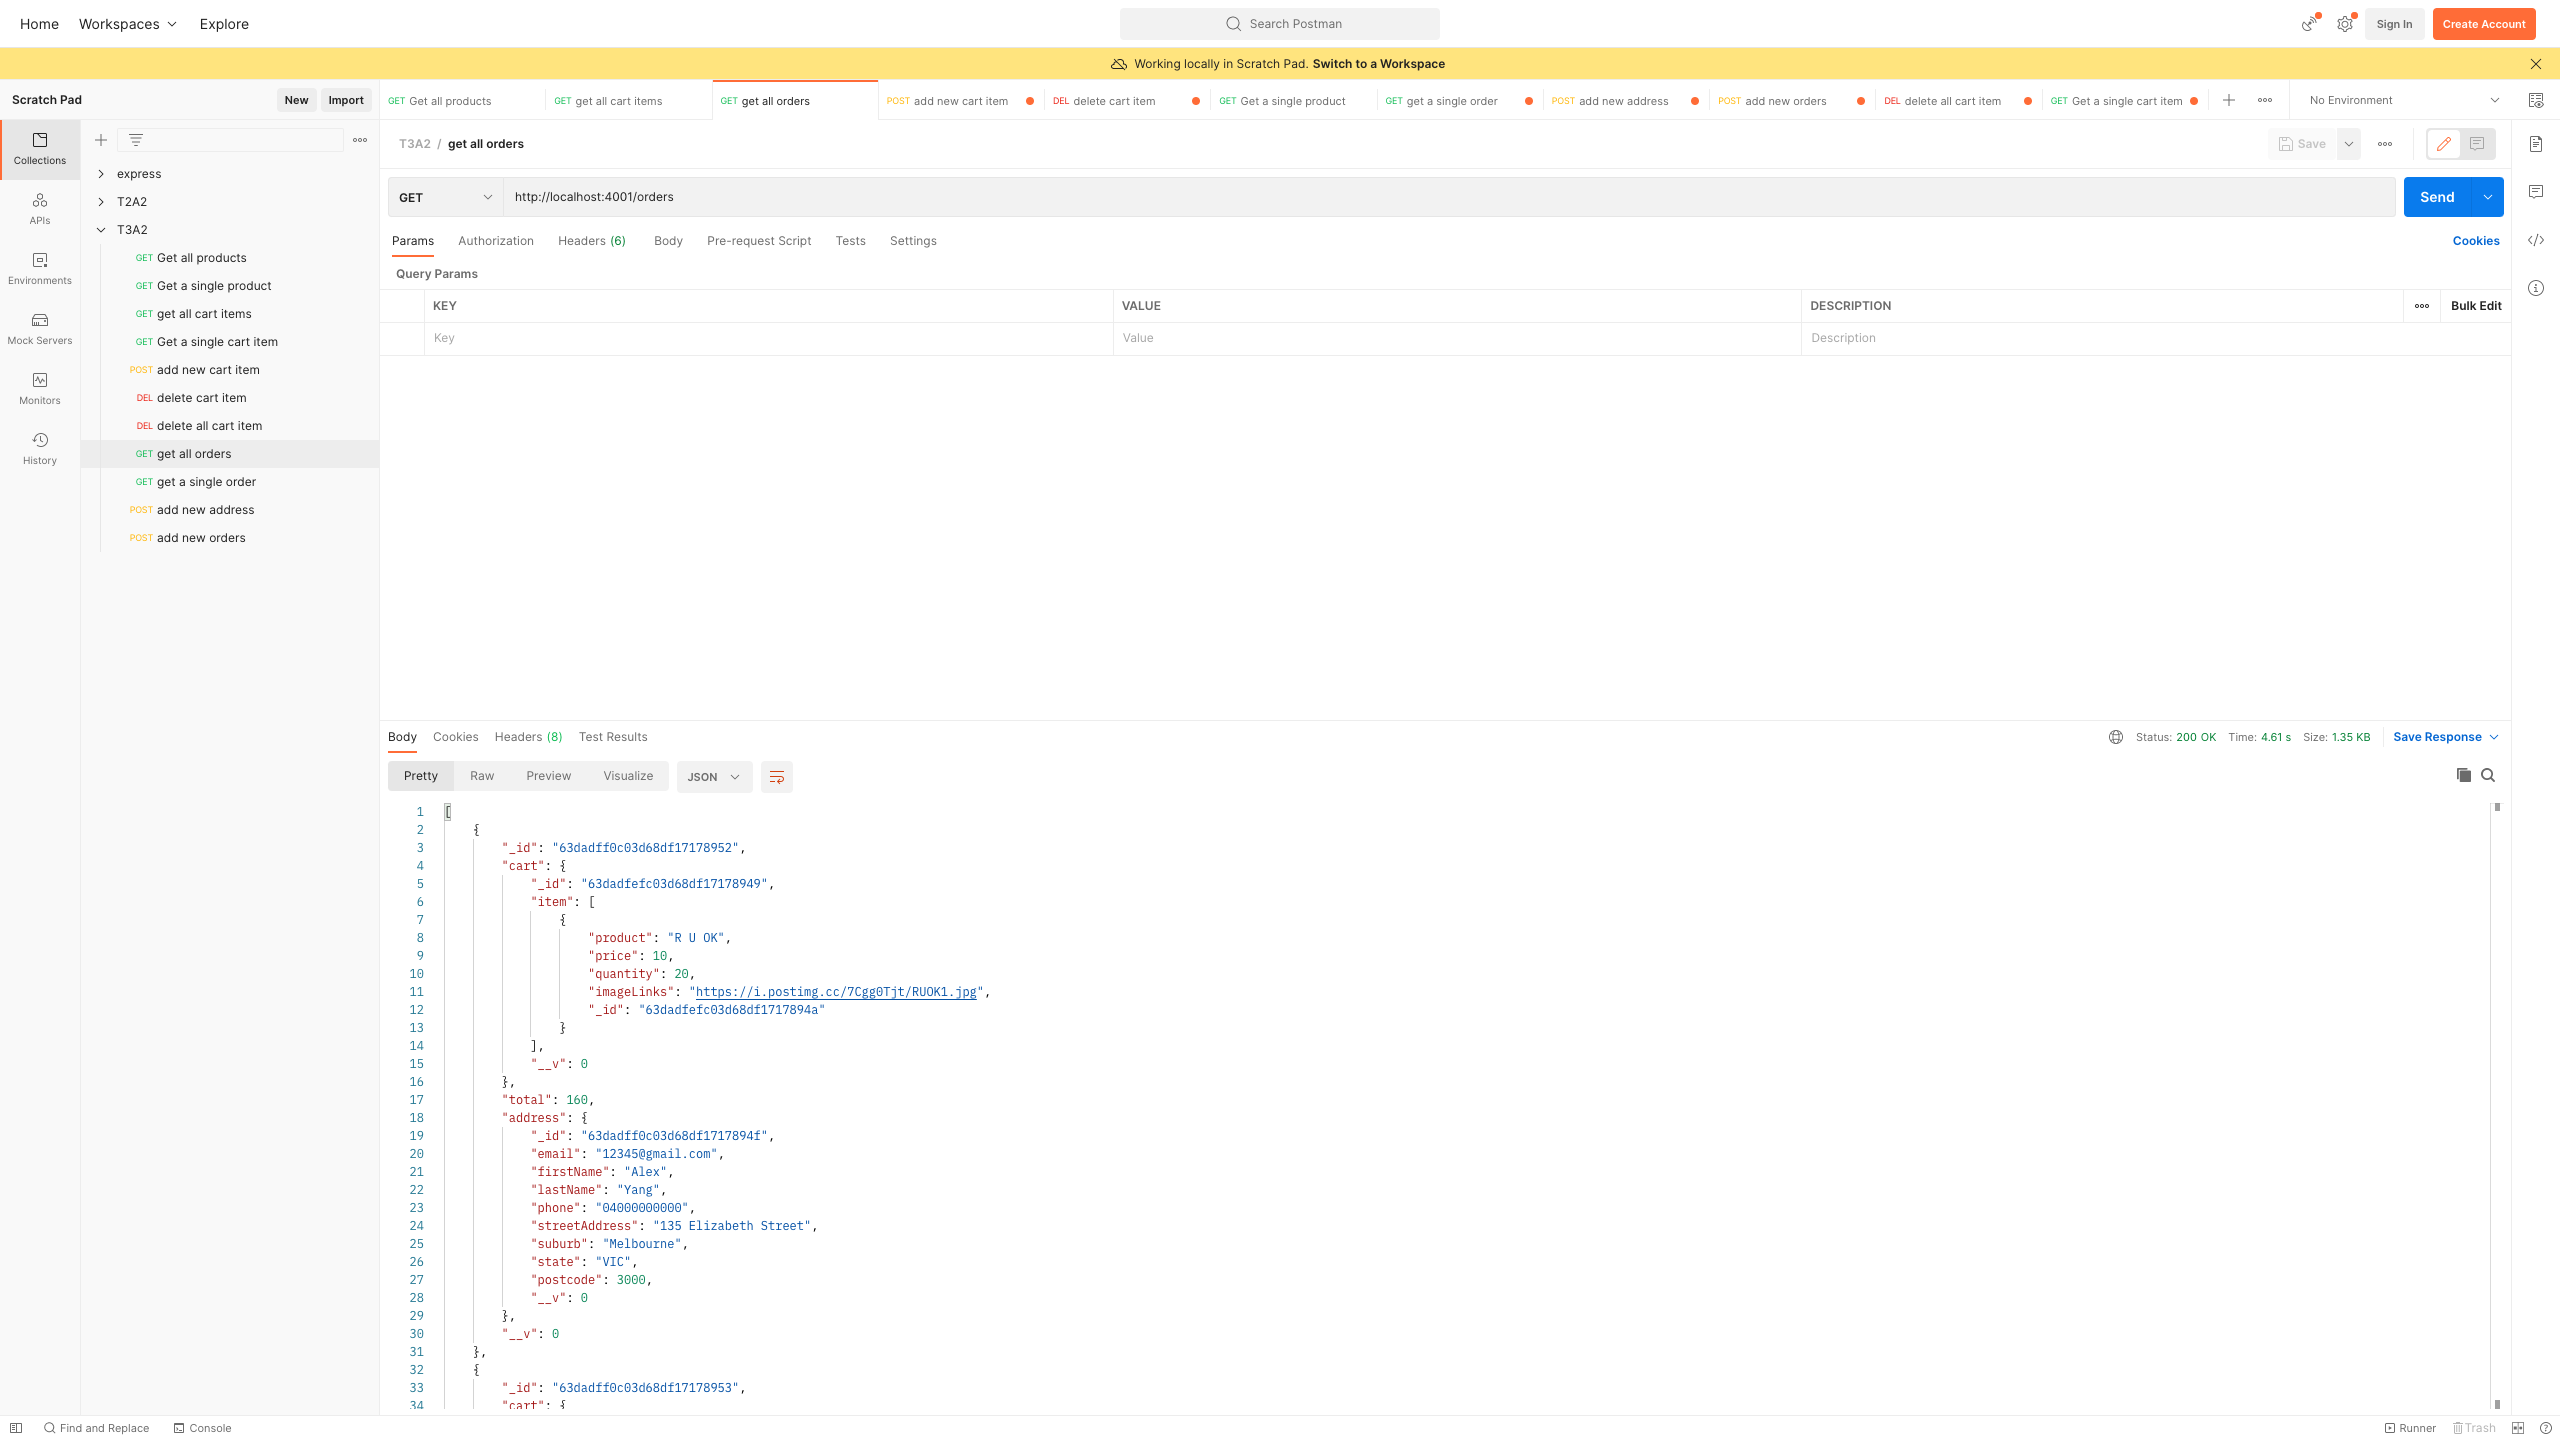 Home Workspaces Explore Search Postman Sign In Create Account
Working locally in Scratch Pad. Switch to a Workspace
Scratch Pad New Import
GET Get all products GET get all cart items GET get all orders POST add new cart item DEL delete cart item GET Get a single product GET get a single order POST add new address POST add new orders DEL delete all cart item GET Get a single cart item No Environment
Collections
APIs
Environments
Mock Servers
Monitors
History
express
T2A2
T3A2
GET Get all products
GET Get a single product
GET get all cart items
GET Get a single cart item
POST add new cart item
DEL delete cart item
DEL delete all cart item
GET get all orders
GET get a single order
POST add new address
POST add new orders
T3A2 / get all orders Save
GET http://localhost:4001/orders Send
Params Authorization Headers (6) Body Pre-request Script Tests Settings Cookies
Query Params
KEY VALUE DESCRIPTION Bulk Edit
Key Value Description
Body Cookies Headers (8) Test Results Status: 200 OK Time: 4.61 s Size: 1.35 KB Save Response
Pretty Raw Preview Visualize JSON
1 [
2 {
3 "_id": "63dadff0c03d68df17178952",
4 "cart": {
5 "_id": "63dadfefc03d68df17178949",
6 "item": [
7 {
8 "product": "R U OK",
9 "price": 10,
10 "quantity": 20,
11 "imageLinks": "https://i.postimg.cc/7Cgg0Tjt/RUOK1.jpg",
12 "_id": "63dadfefc03d68df1717894a"
13 }
14 ],
15 "__v": 0
16 },
17 "total": 160,
18 "address": {
19 "_id": "63dadff0c03d68df1717894f",
20 "email": "12345@gmail.com",
21 "firstName": "Alex",
22 "lastName": "Yang",
23 "phone": "04000000000",
24 "streetAddress": "135 Elizabeth Street",
25 "suburb": "Melbourne",
26 "state": "VIC",
27 "postcode": 3000,
28 "__v": 0
29 },
30 "__v": 0
31 },
32 {
33 "_id": "63dadff0c03d68df17178953",
34 "cart": {
Find and Replace Console Runner Trash